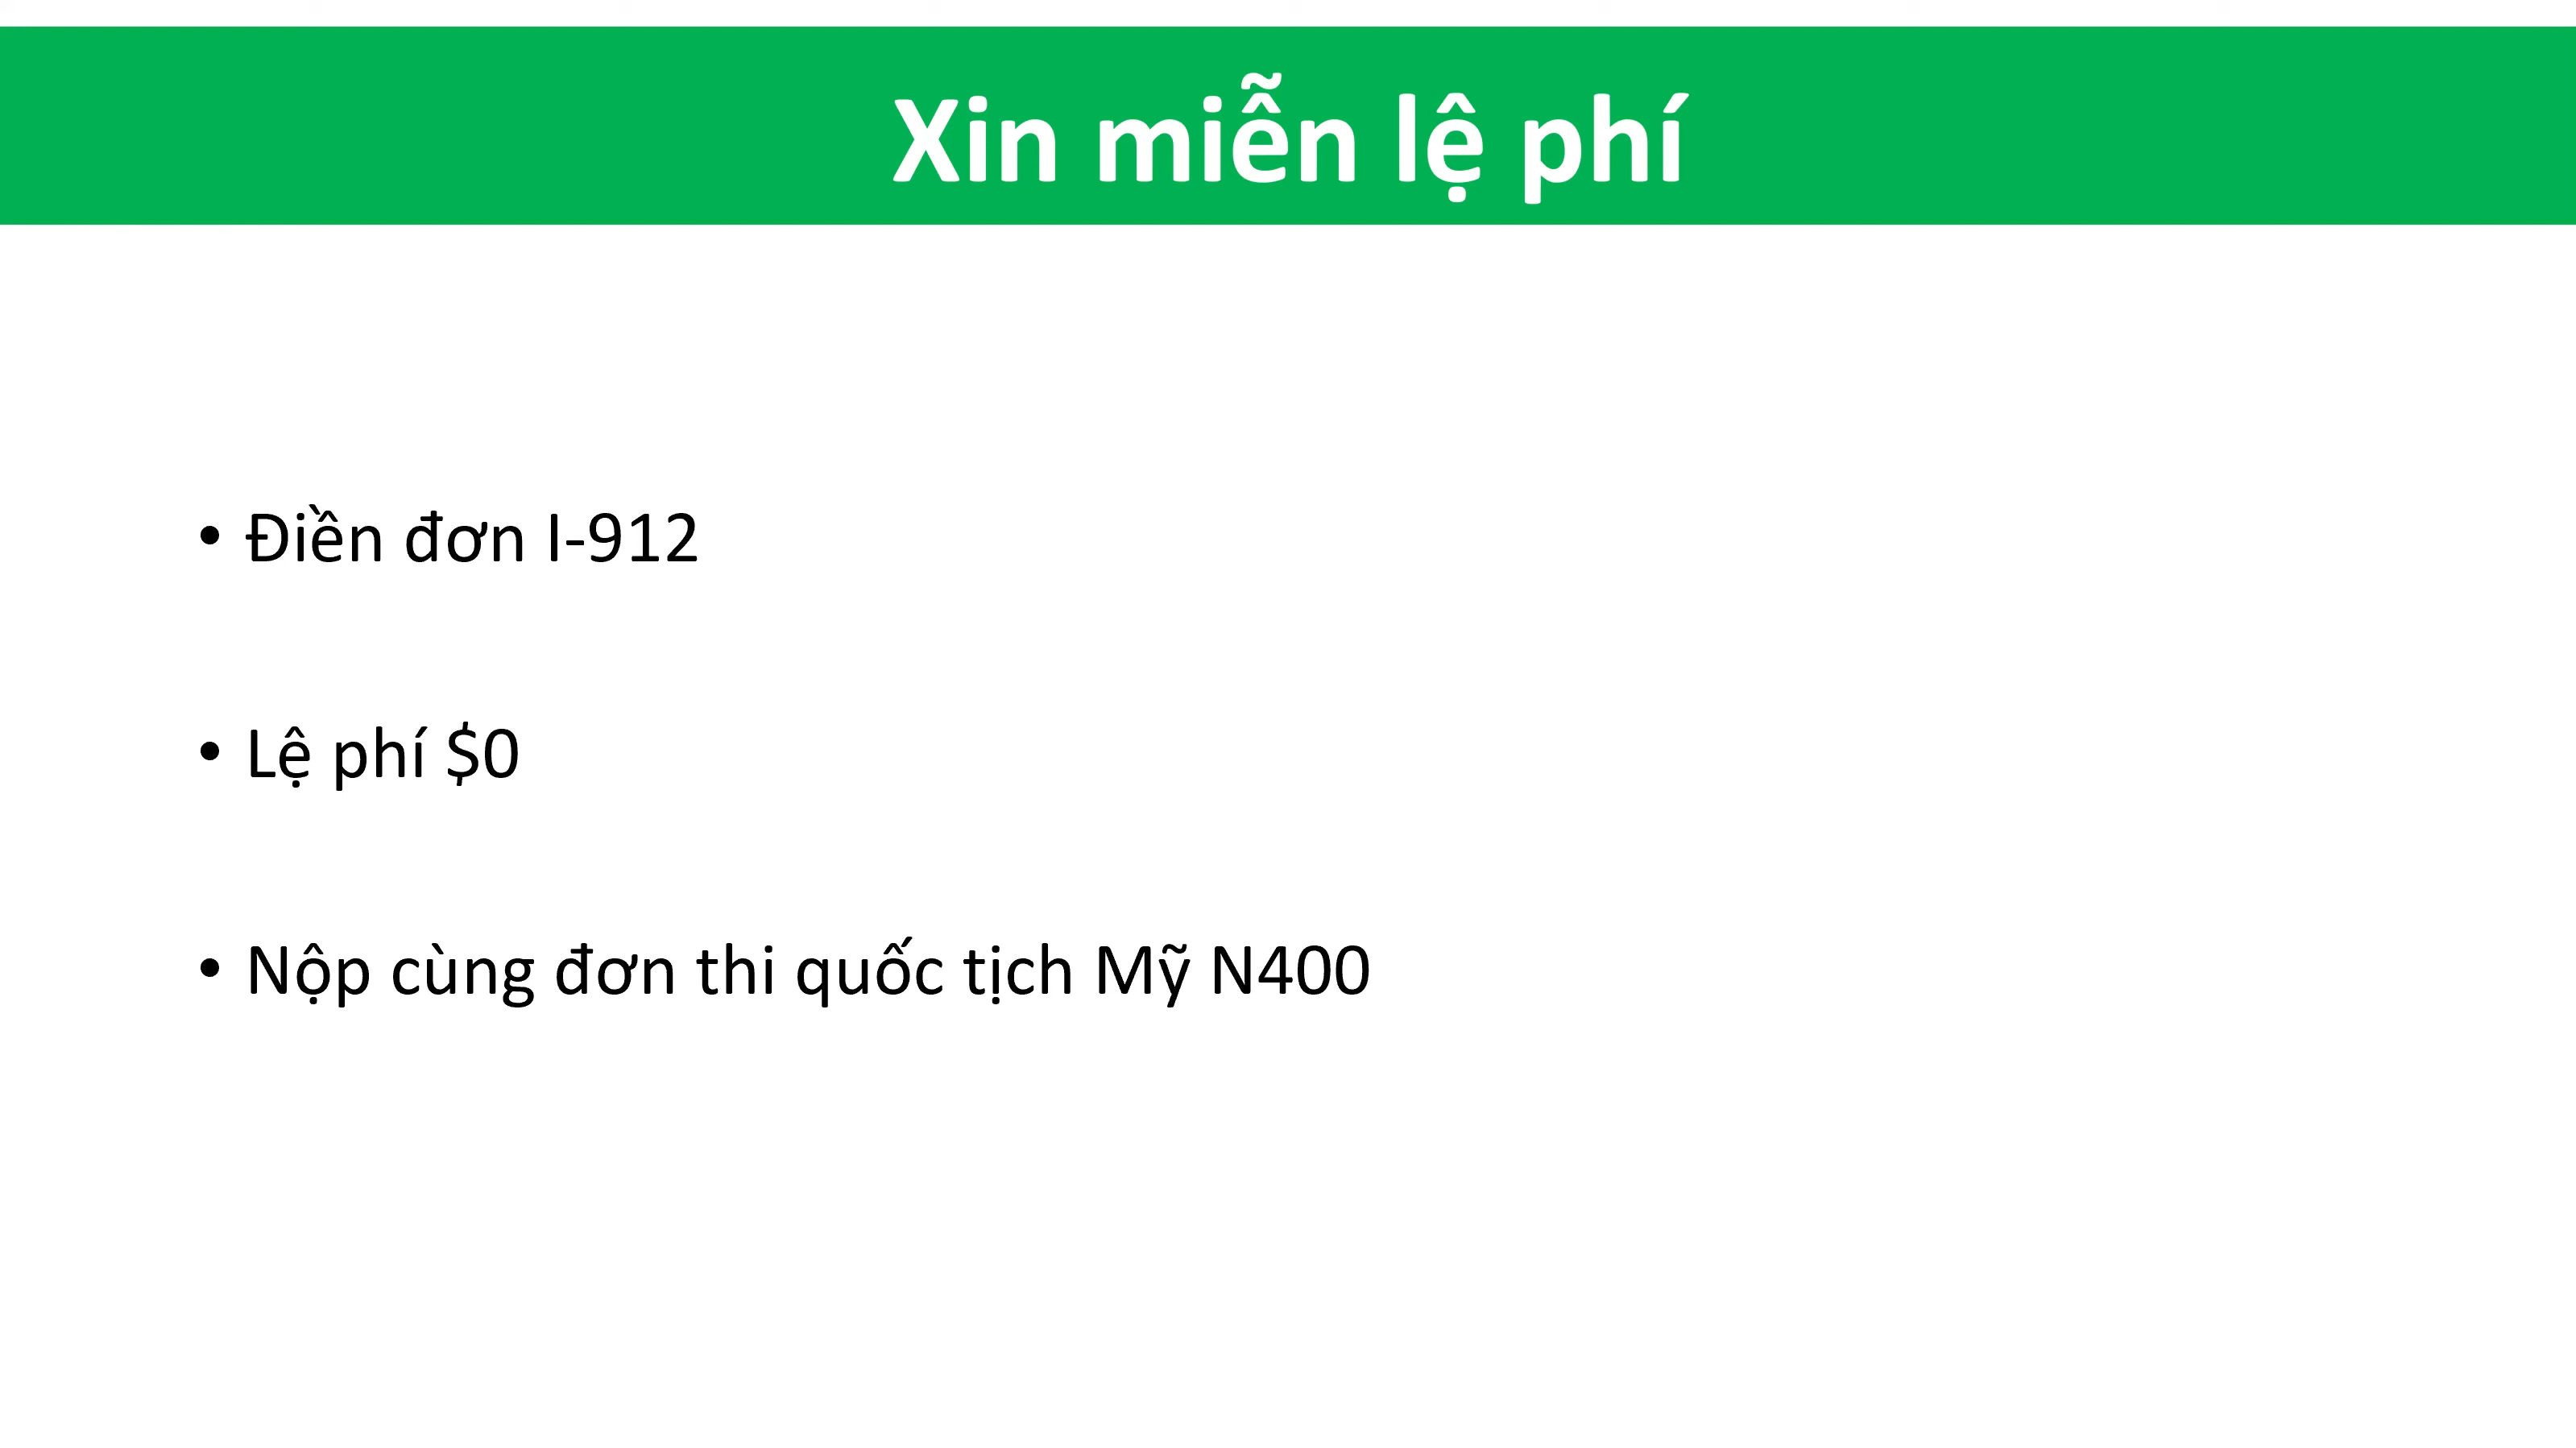 Xin miễn lệ phí
• Điền đơn I-912
• Lệ phí $0
• Nộp cùng đơn thi quốc tịch Mỹ N400